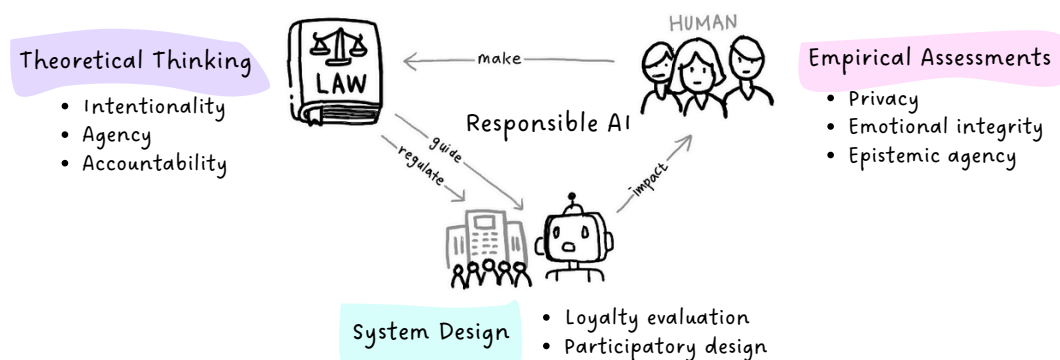 HUMAN
Theoretical Thinking
• Intentionality
• Agency
• Accountability
LAW
make
Responsible AI
guide
regulate
impact
Empirical Assessments
• Privacy
• Emotional integrity
• Epistemic agency
System Design
• Loyalty evaluation
• Participatory design